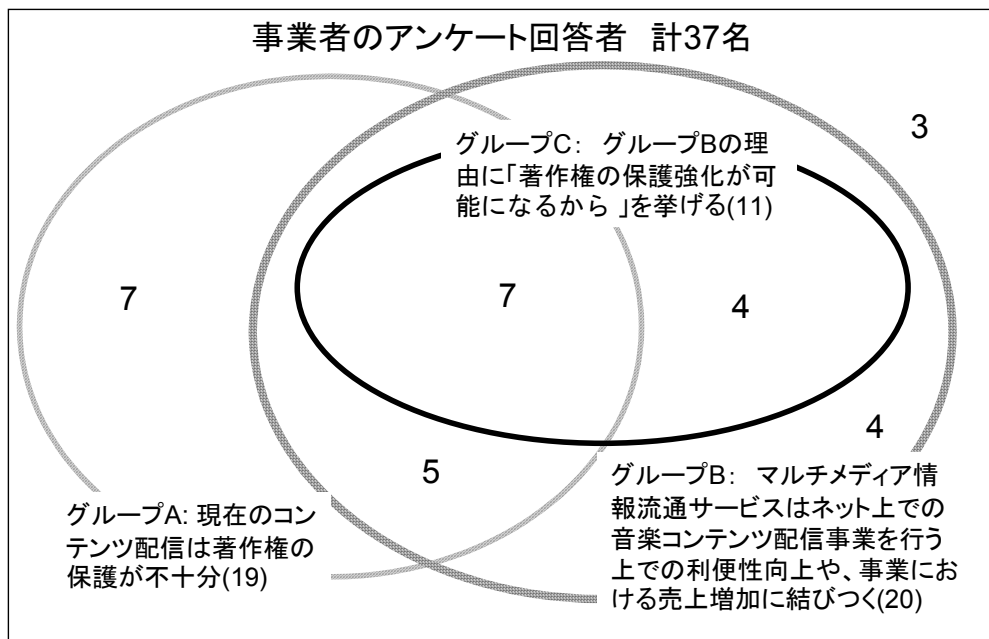 事業者のアンケート回答者 計37名
3
グループC: グループBの理
由に「著作権の保護強化が可
能になるから 」を挙げる(11)
7
7
4
4
5
グループA: 現在のコン
テンツ配信は著作権の
保護が不十分(19)
グループB: マルチメディア情
報流通サービスはネット上での
音楽コンテンツ配信事業を行う
上での利便性向上や、事業にお
ける売上増加に結びつく(20)